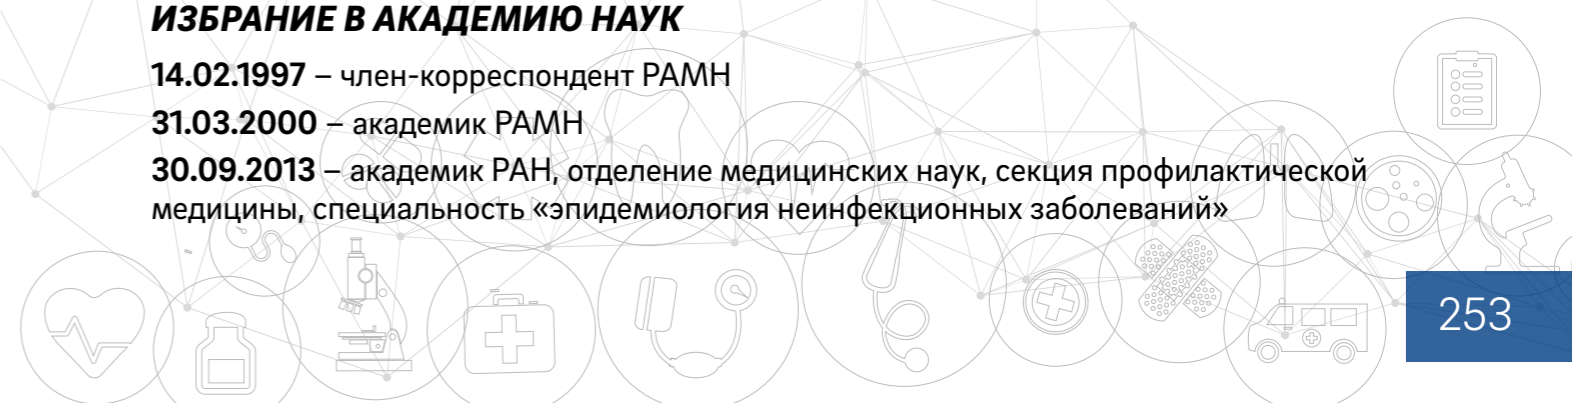 ИЗБРАНИЕ В АКАДЕМИЮ НАУК
14.02.1997 – член-корреспондент РАМН
31.03.2000 – академик РАМН
30.09.2013 – академик РАН, отделение медицинских наук, секция профилактической
медицины, специальность «эпидемиология неинфекционных заболеваний»
253